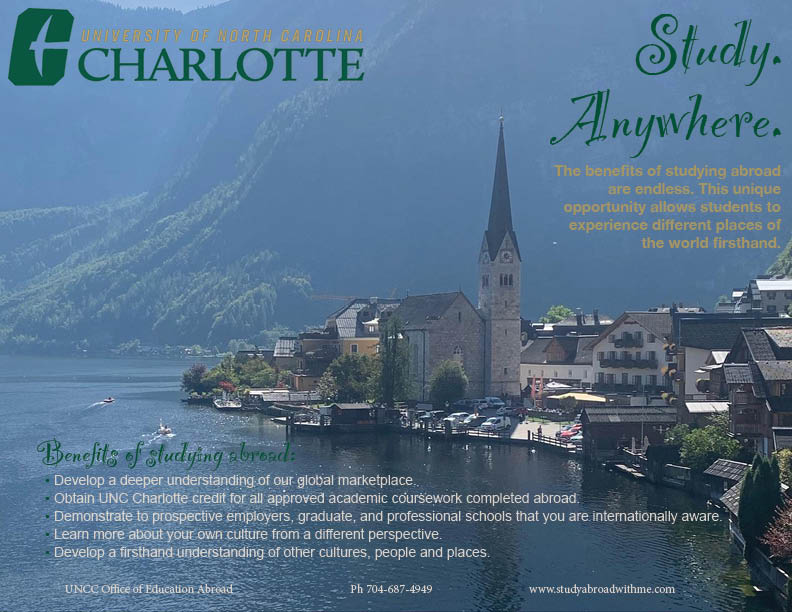 UNIVERSITY OF NORTH CAROLINA
CHARLOTTE
Study.
Anywhere.
The benefits of studying abroad
are endless. This unique
opportunity allows students to
experience different places of
the world firsthand.
Benefits of studying abroad:
• Develop a deeper understanding of our global marketplace.
• Obtain UNC Charlotte credit for all approved academic coursework completed abroad.
• Demonstrate to prospective employers, graduate, and professional schools that you are internationally aware.
• Learn more about your own culture from a different perspective.
• Develop a firsthand understanding of other cultures, people and places.
UNCC Office of Education Abroad Ph 704-687-4949 www.studyabroadwithme.com